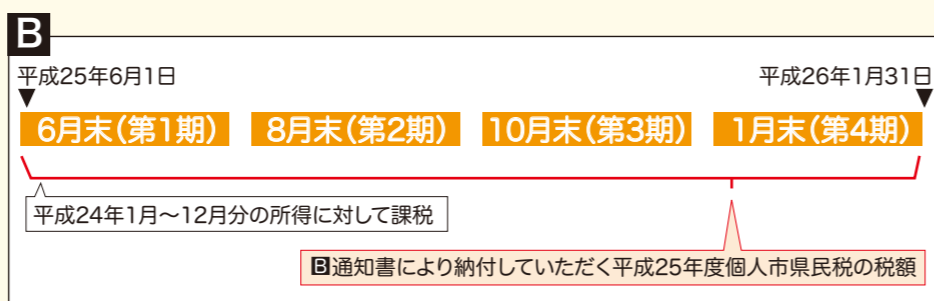 B
平成25年6月1日 平成26年1月31日
6月末(第1期) 8月末(第2期) 10月末(第3期) 1月末(第4期)
平成24年1月～12月分の所得に対して課税
B通知書により納付していただく平成25年度個人市県民税の税額